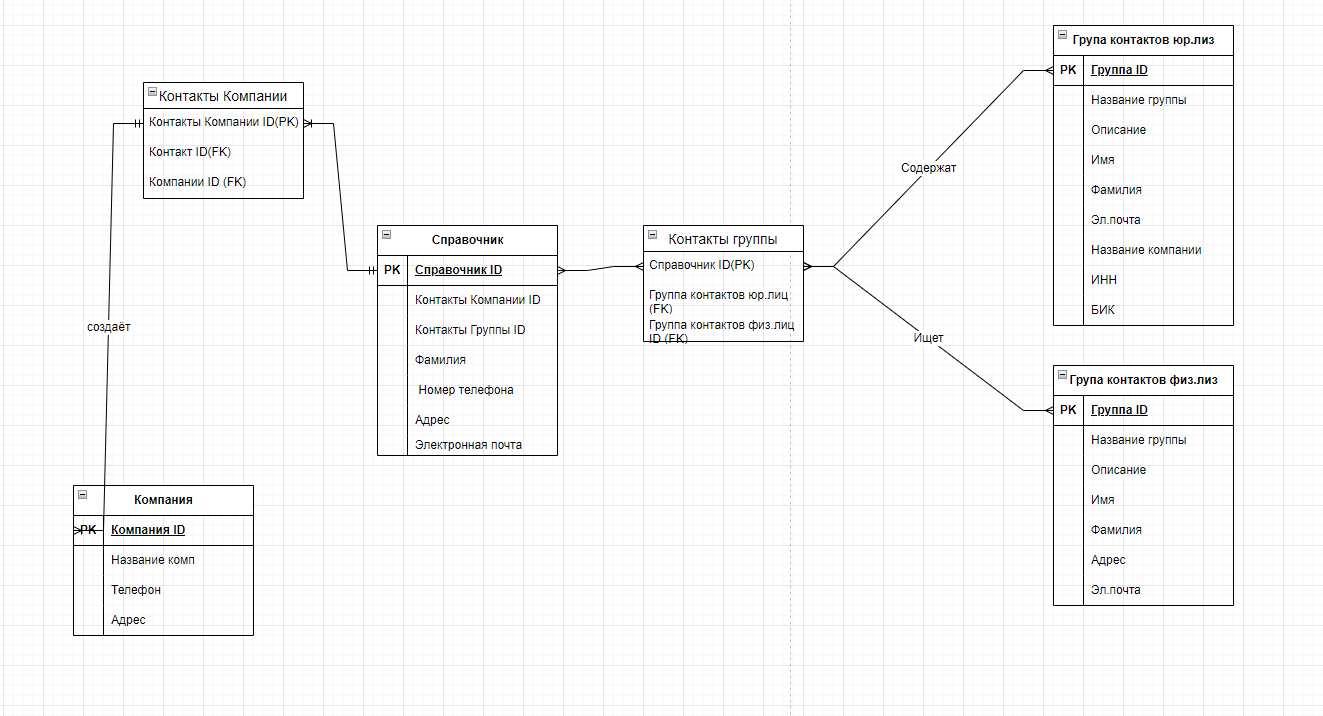 Контакты Компании
Контакты Компании ID(PK)
Контакт ID(FK)
Компании ID (FK)
создаёт
Компания
PK Компания ID
Название комп
Телефон
Адрес
Справочник
PK Справочник ID
Контакты Компании ID
Контакты Группы ID
Фамилия
Номер телефона
Адрес
Электронная почта
Контакты группы
Справочник ID(PK)
Группа контактов юр.лиц
(FK)
Группа контактов физ.лиц
ID (FK)
Содержат
Ищет
Група контактов юр.лиз
PK Группа ID
Название группы
Описание
Имя
Фамилия
Эл.почта
Название компании
ИНН
БИК
Група контактов физ.лиз
PK Группа ID
Название группы
Описание
Имя
Фамилия
Адрес
Эл.почта